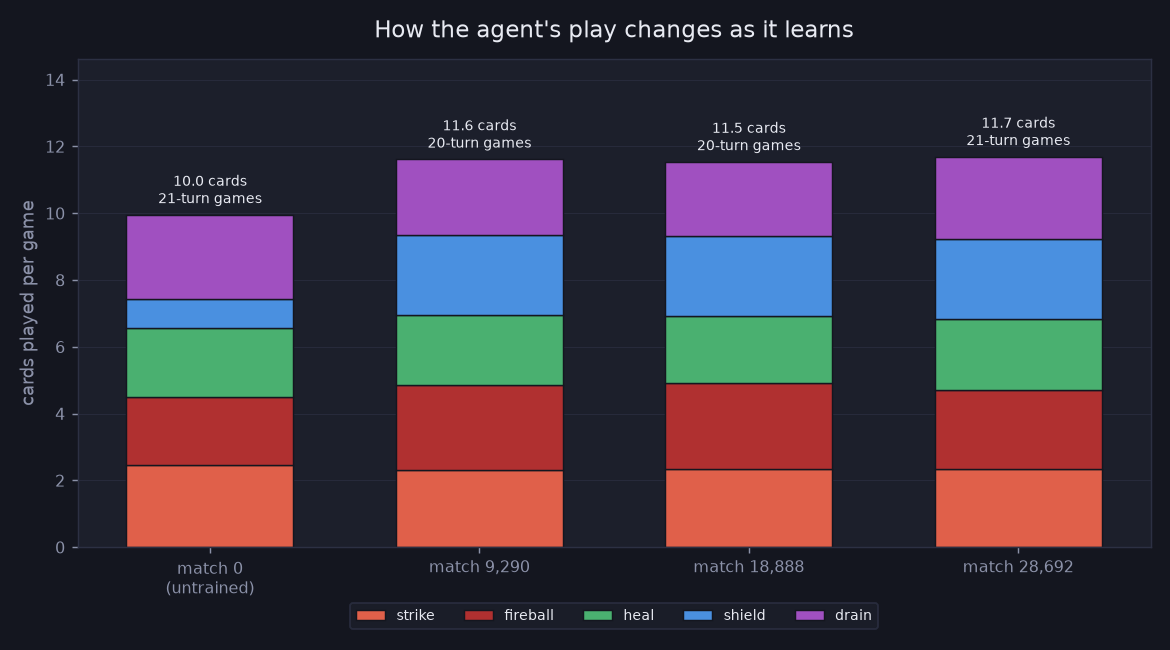 How the agent's play changes as it learns
cards played per game
14
12
10
8
6
4
2
0
10.0 cards
21-turn games
11.6 cards
20-turn games
11.5 cards
20-turn games
11.7 cards
21-turn games
match 0
(untrained)
match 9,290
match 18,888
match 28,692
strike
fireball
heal
shield
drain